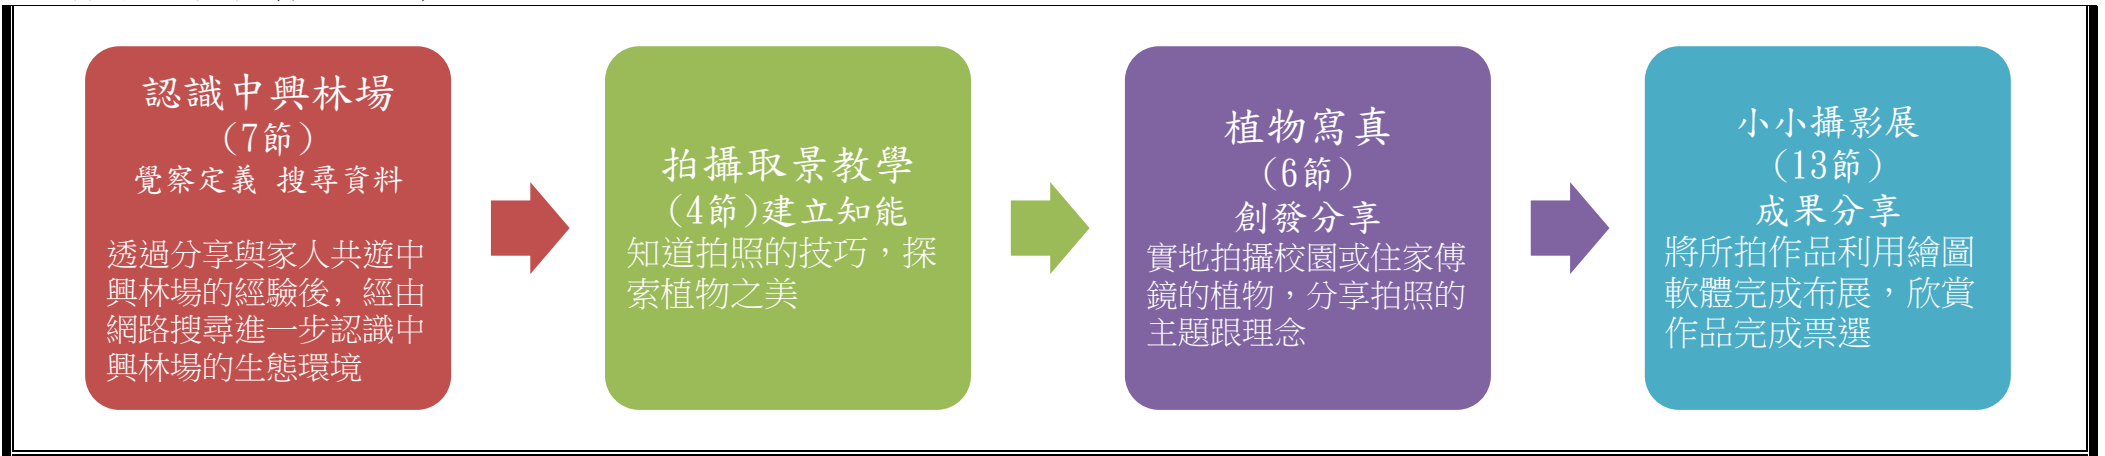 認識中興林場
(7節)
覺察定義 搜尋資料
透過分享與家人共遊中
興林場的經驗後, 經由
網路搜尋進一步認識中
興林場的生態環境
拍攝取景教學
(4節)建立知能
知道拍照的技巧，探
索植物之美
植物寫真
(6節)
創發分享
實地拍攝校園或住家傅
鏡的植物，分享拍照的
主題跟理念
小小攝影展
(13節)
成果分享
將所拍作品利用繪圖
軟體完成布展，欣賞
作品完成票選